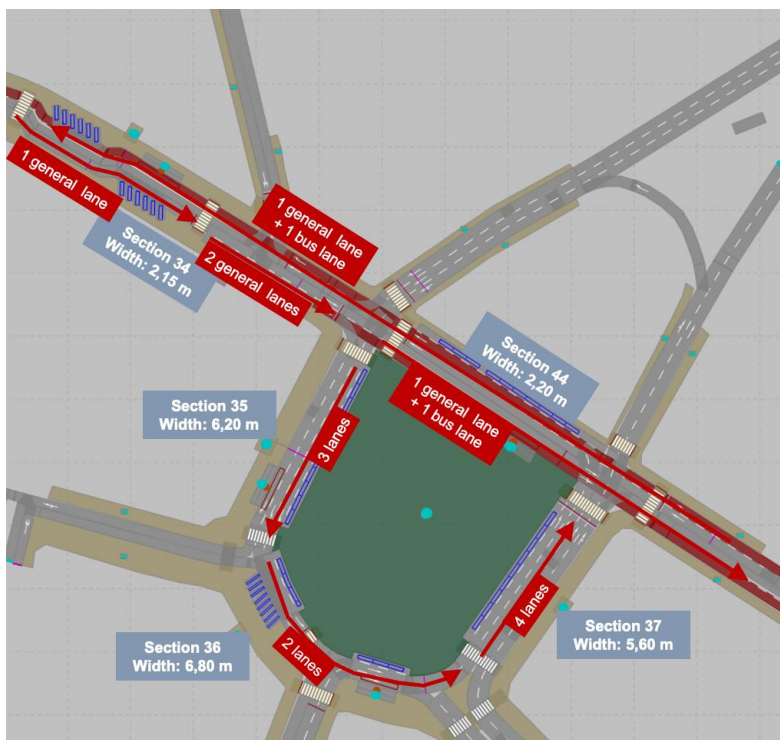 1 general lane
1 general lane
+ 1 bus lane
Section 34
Width: 2,15 m
2 general lanes
Section 44
Width: 2,20 m
1 general lane
+ 1 bus lane
Section 35
Width: 6,20 m
3 lanes
4 lanes
Section 37
Width: 5,60 m
Section 36
Width: 6,80 m
2 lanes